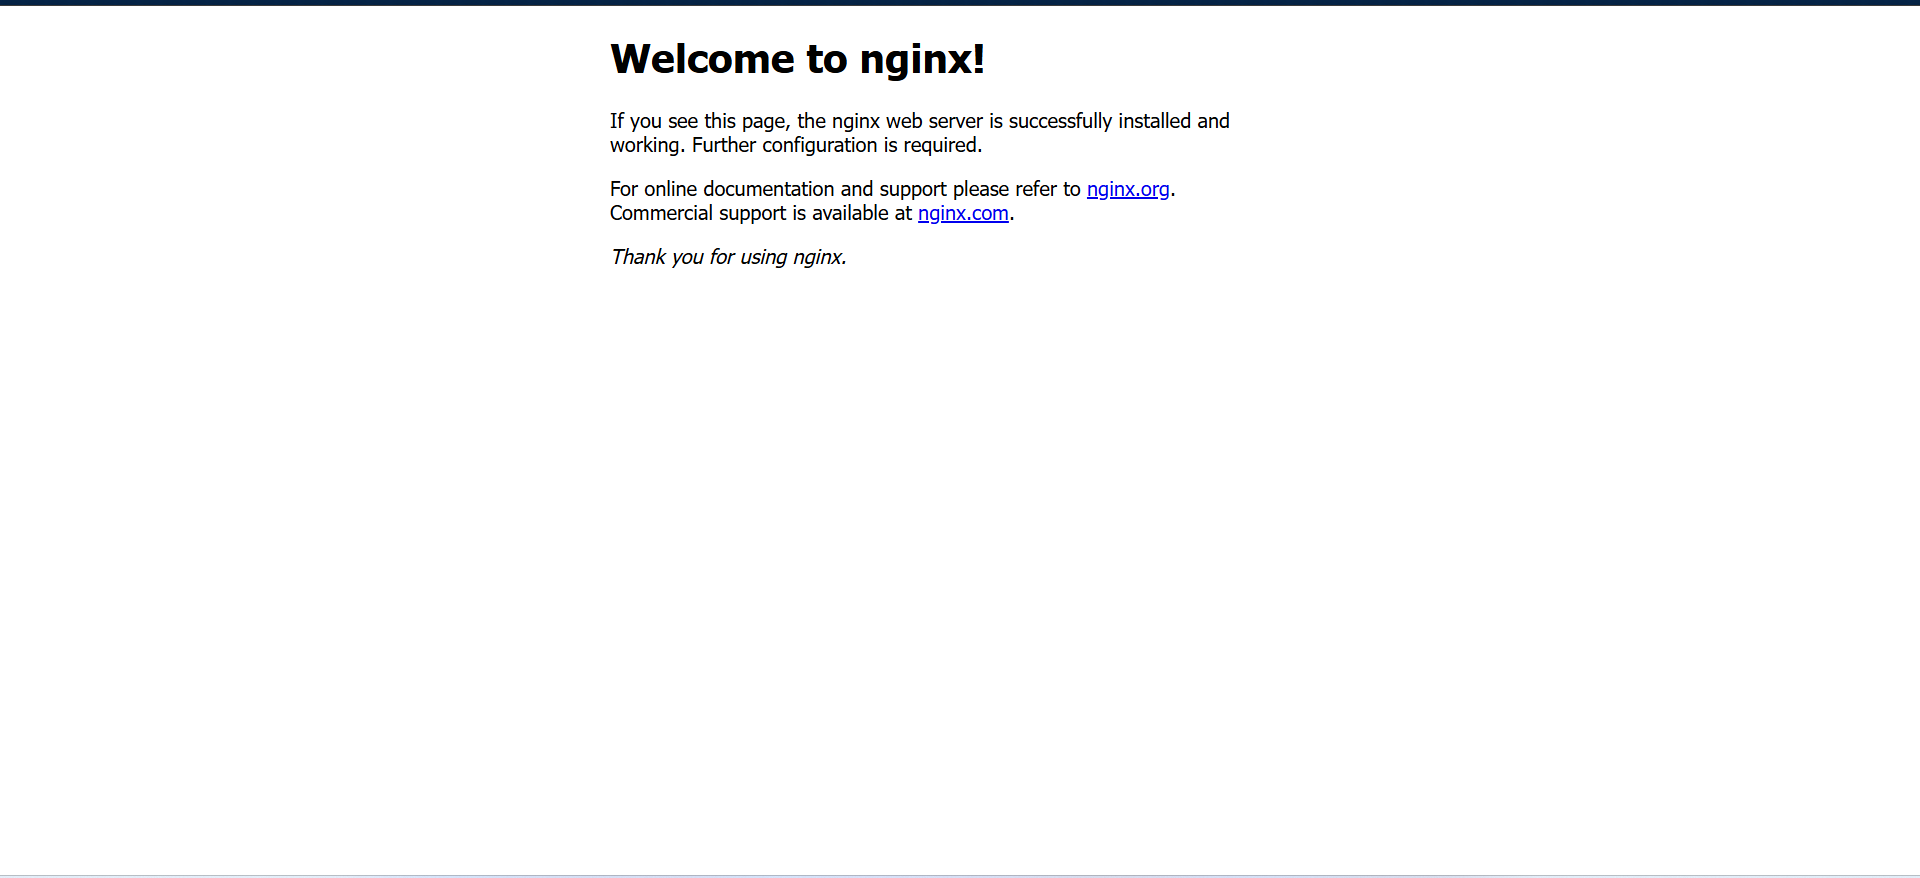 Welcome to nginx!
If you see this page, the nginx web server is successfully installed and
working. Further configuration is required.
For online documentation and support please refer to nginx.org.
Commercial support is available at nginx.com.
Thank you for using nginx.